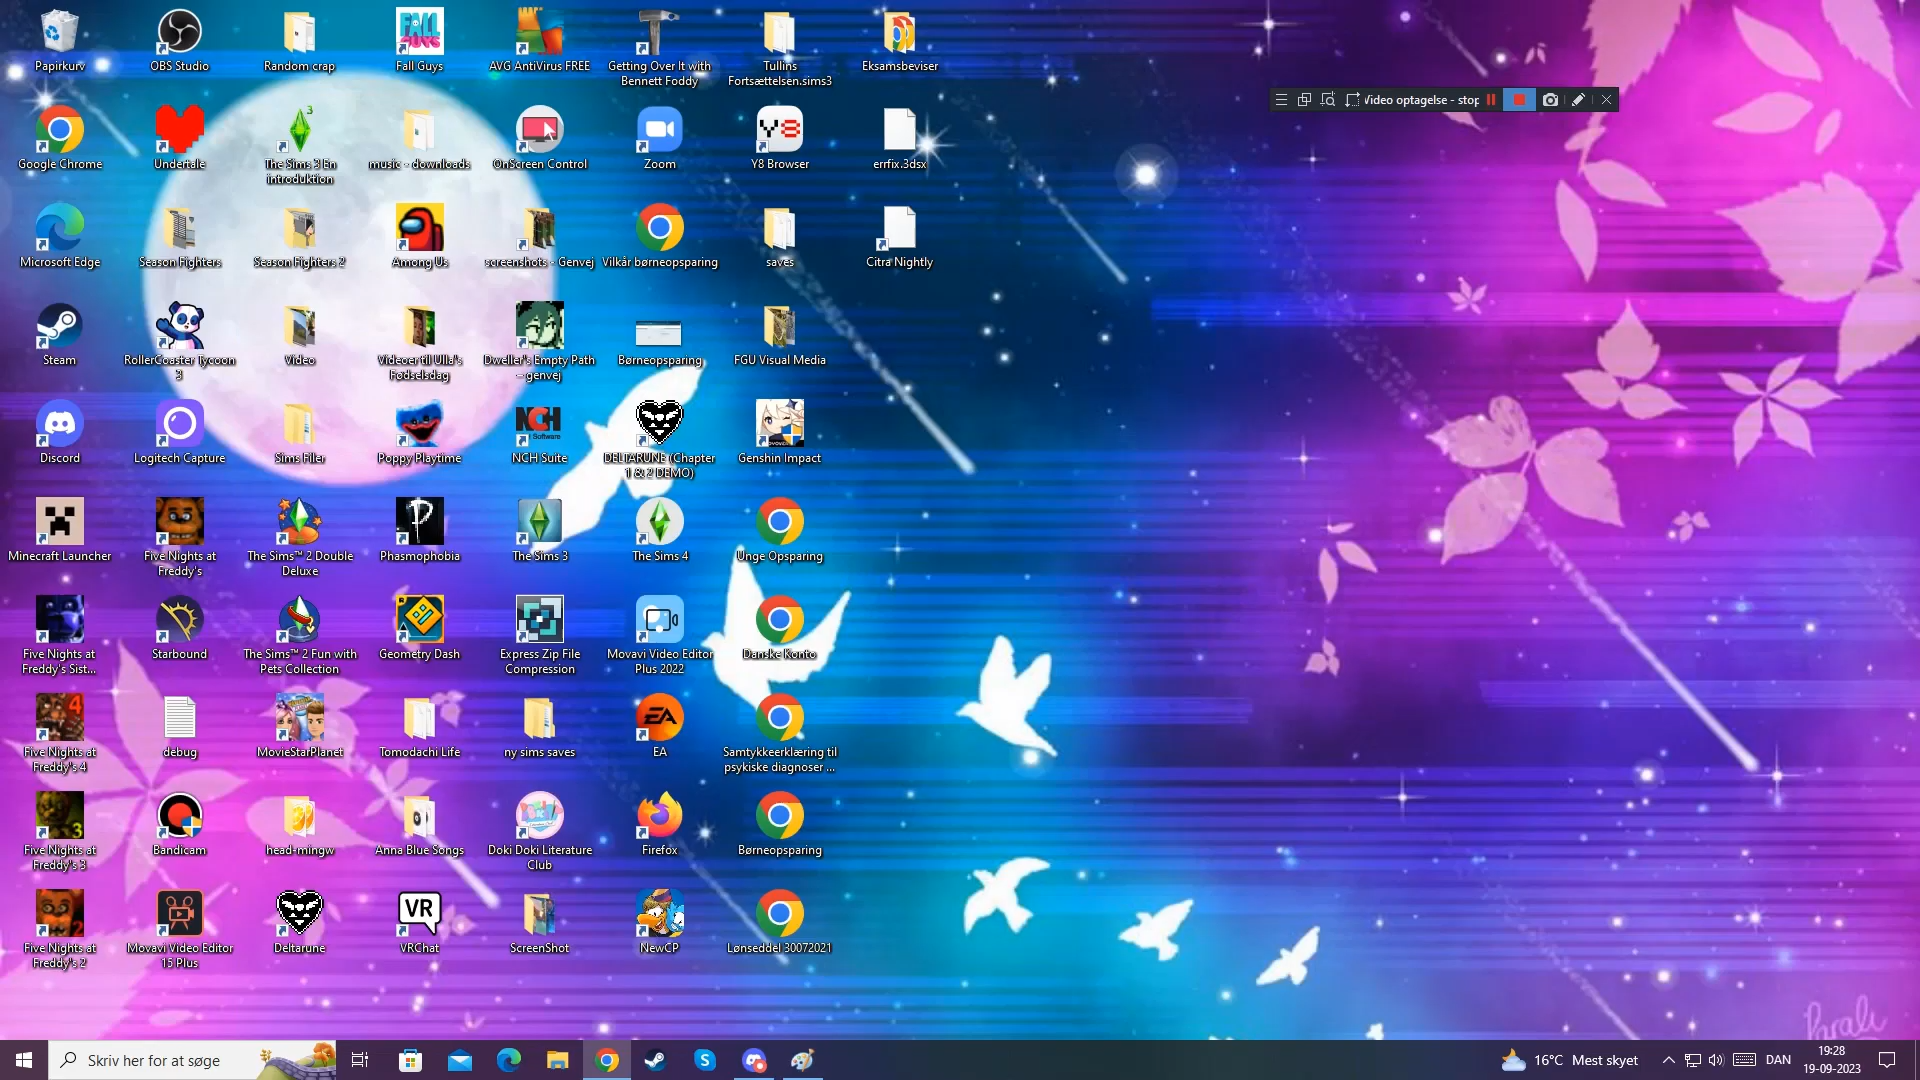 Papirkurv
OBS Studio
Random crap
Fall Guys
AVG AntiVirus FREE
Getting Over It with
Bennett Foddy
Tullins
Fortsættelsen.sims3
Eksamsbeviser
Video optagelse - stop
Google Chrome
Undertale
The Sims 3 En
introduktion
music - downloads
OnScreen Control
Zoom
Y8 Browser
errfix.3dsx
Microsoft Edge
Season Fighters
Season Fighters 2
Among Us
screenshots - Genvej
Vilkår børneopsparing
saves
Citra Nightly
Steam
RollerCoaster Tycoon
3
Video
Videoer til Ulla's
Fødselsdag
Dweller's Empty Path
- genvej
Børneopsparing
FGU Visual Media
Discord
Logitech Capture
Sims Filer
Poppy Playtime
NCH Suite
DELTARUNE (Chapter
1 & 2 DEMO)
Genshin Impact
Minecraft Launcher
Five Nights at
Freddy's
The Sims™ 2 Double
Deluxe
Phasmophobia
The Sims 3
The Sims 4
Unge Opsparing
Five Nights at
Freddy's Sist...
Starbound
The Sims™ 2 Fun with
Pets Collection
Geometry Dash
Express Zip File
Compression
Movavi Video Editor
Plus 2022
Danske Konto
Five Nights at
Freddy's 4
debug
MovieStarPlanet
Tomodachi Life
ny sims saves
EA
Samtykkeerklæring til
psykiske diagnoser ...
Five Nights at
Freddy's 3
Bandicam
head-mingw
Anna Blue Songs
Doki Doki Literature
Club
Firefox
Børneopsparing
Five Nights at
Freddy's 2
Movavi Video Editor
15 Plus
Deltarune
VRChat
ScreenShot
NewCP
Lønseddel 30072021
Skriv her for at søge
16°C Mest skyet
DAN
19:28
19-09-2023